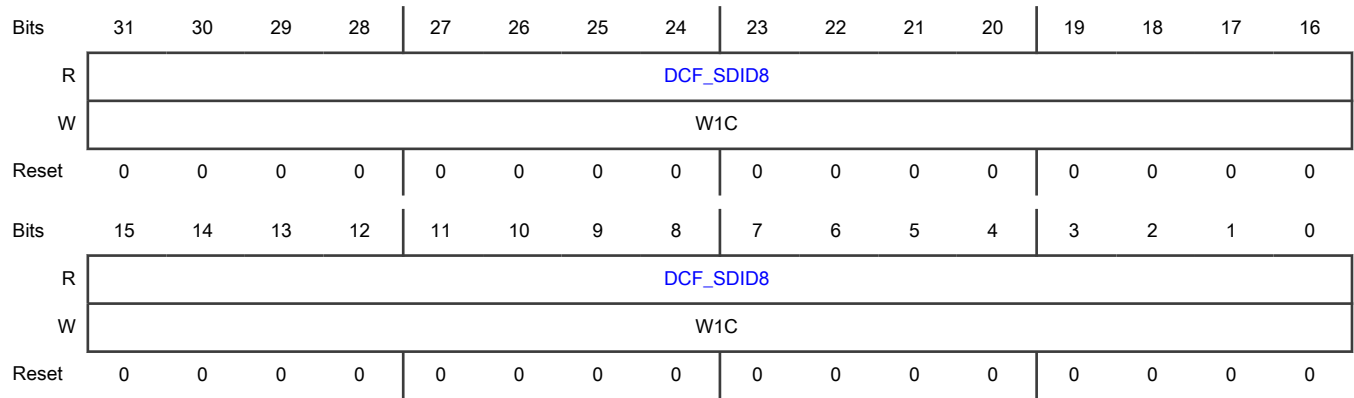 Bits 31 30 29 28 27 26 25 24 23 22 21 20 19 18 17 16
R DCF_SDID8
W W1C
Reset 0 0 0 0 0 0 0 0 0 0 0 0 0 0 0 0
Bits 15 14 13 12 11 10 9 8 7 6 5 4 3 2 1 0
R DCF_SDID8
W W1C
Reset 0 0 0 0 0 0 0 0 0 0 0 0 0 0 0 0